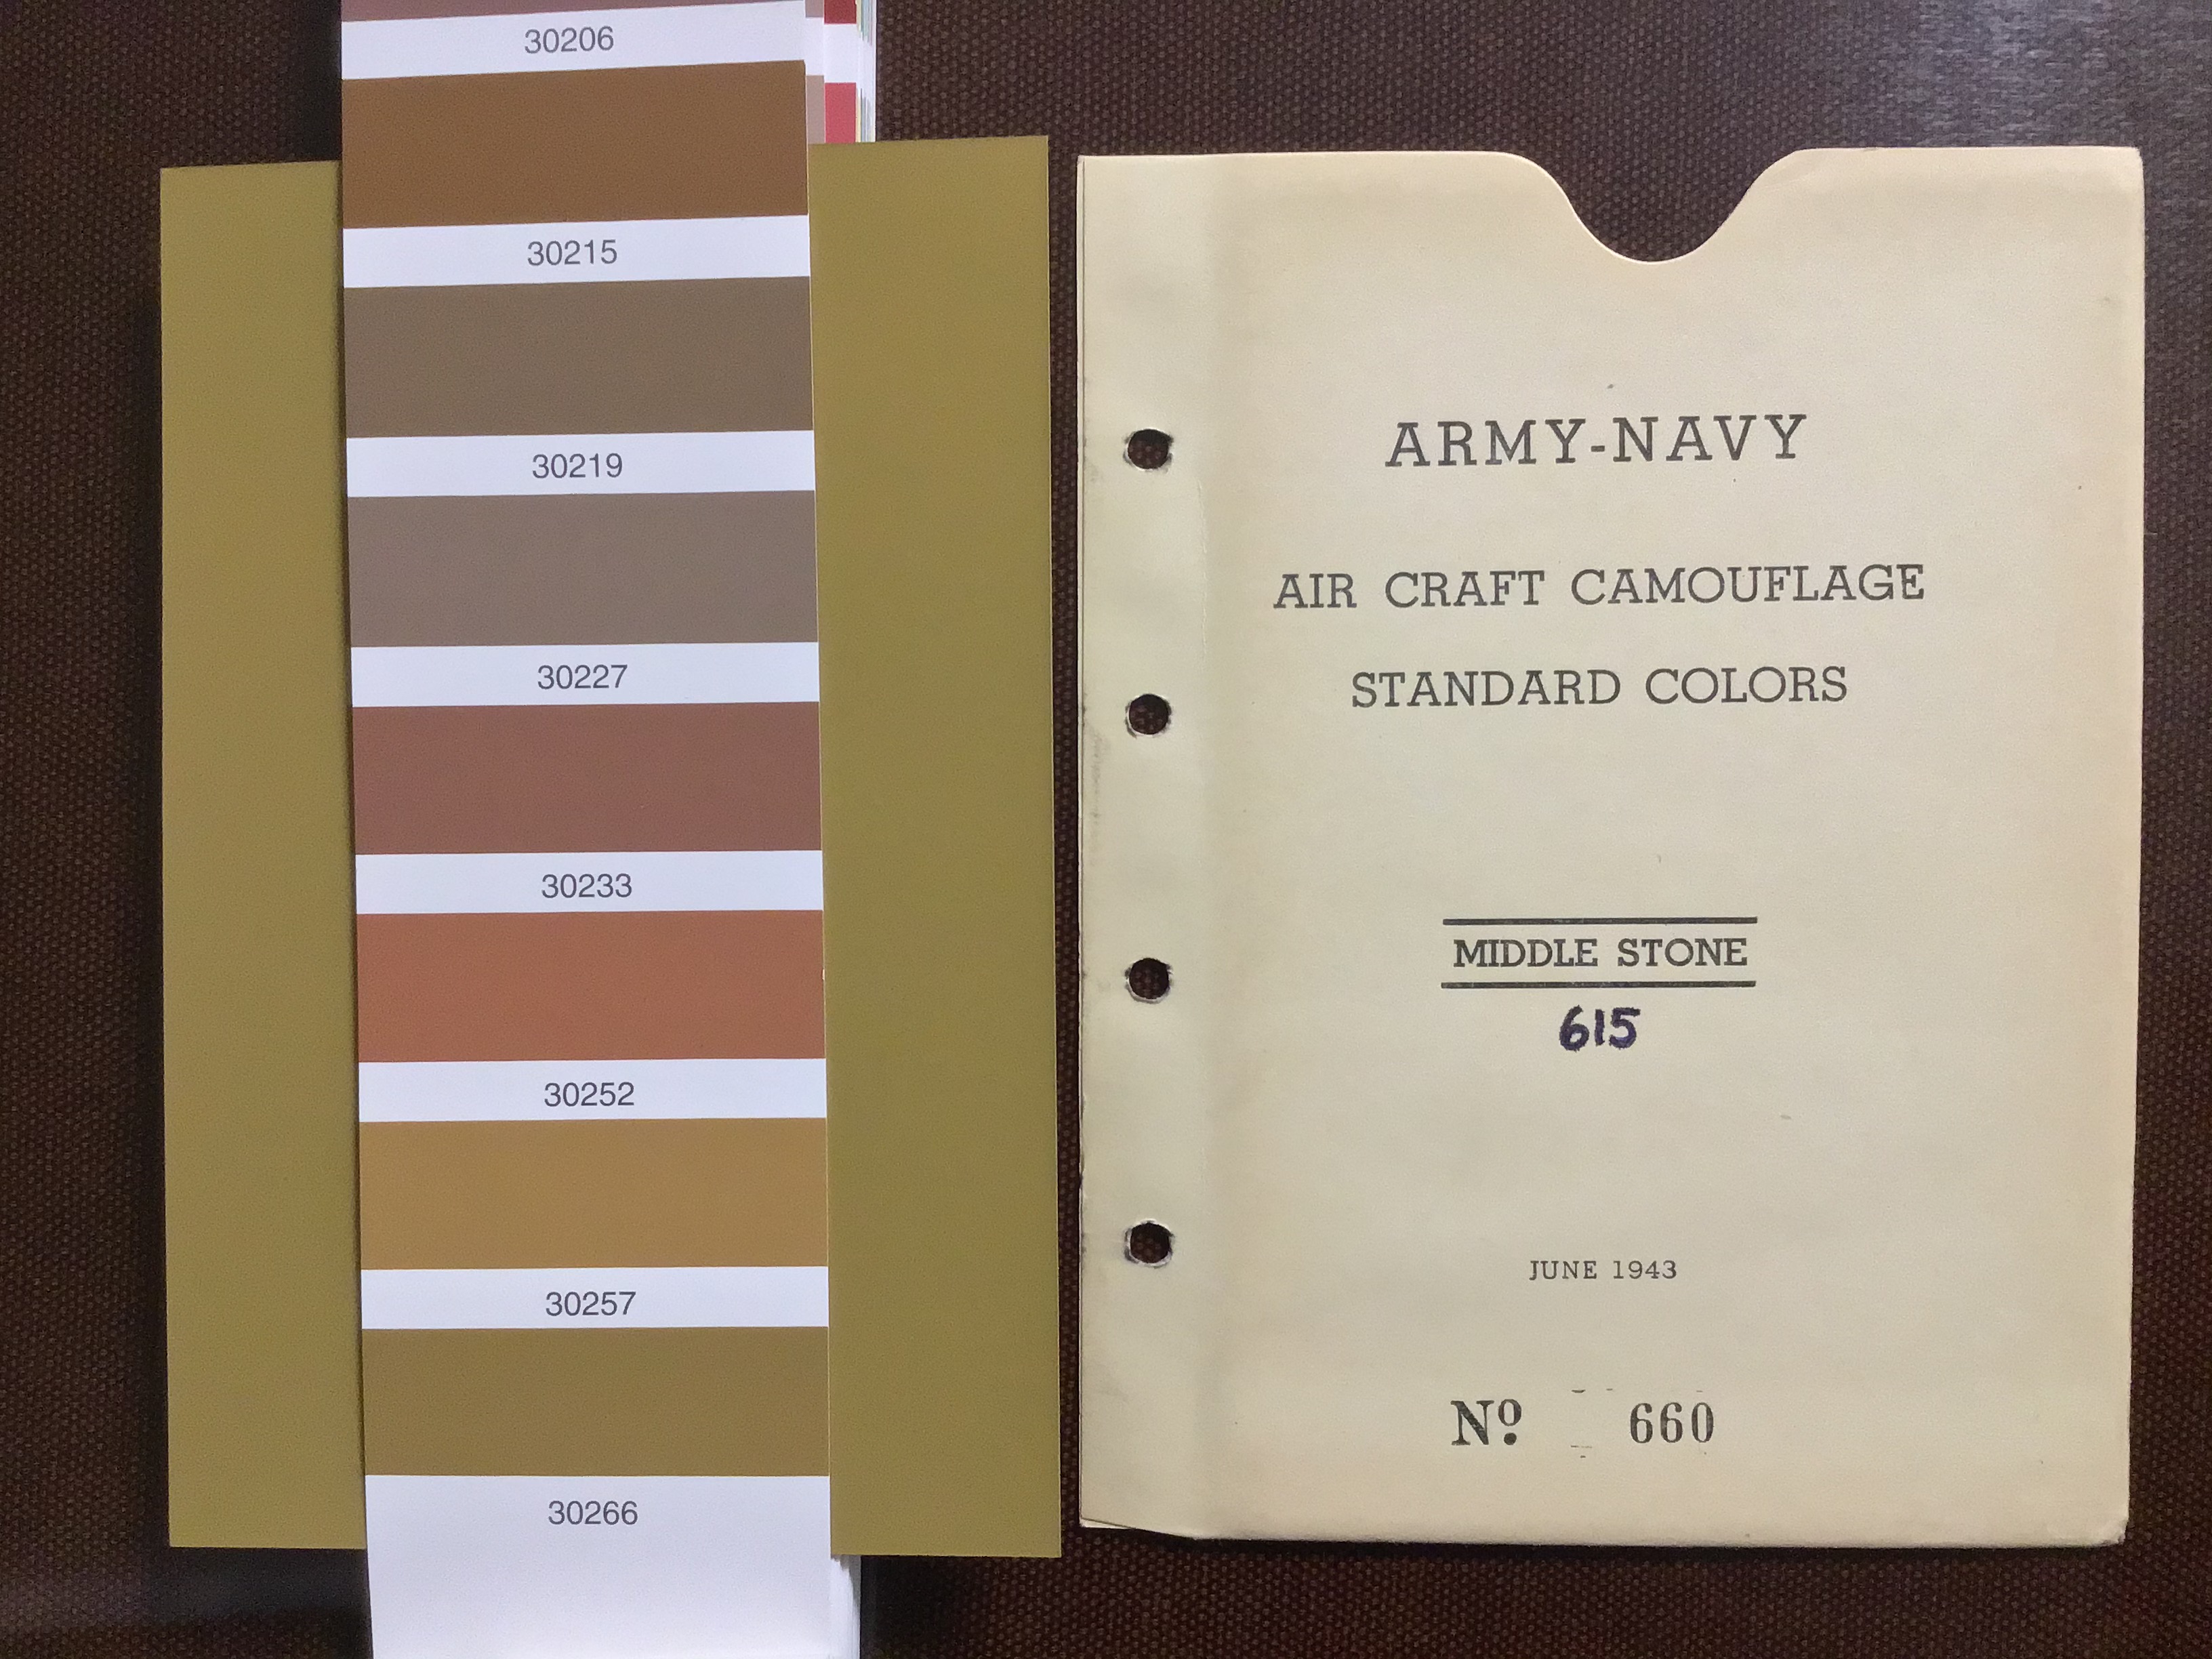 30206
30215
30219
30227
30233
30252
30257
30266
ARMY-NAVY
AIR CRAFT CAMOUFLAGE
STANDARD COLORS
MIDDLE STONE
615
JUNE 1943
Nº 660